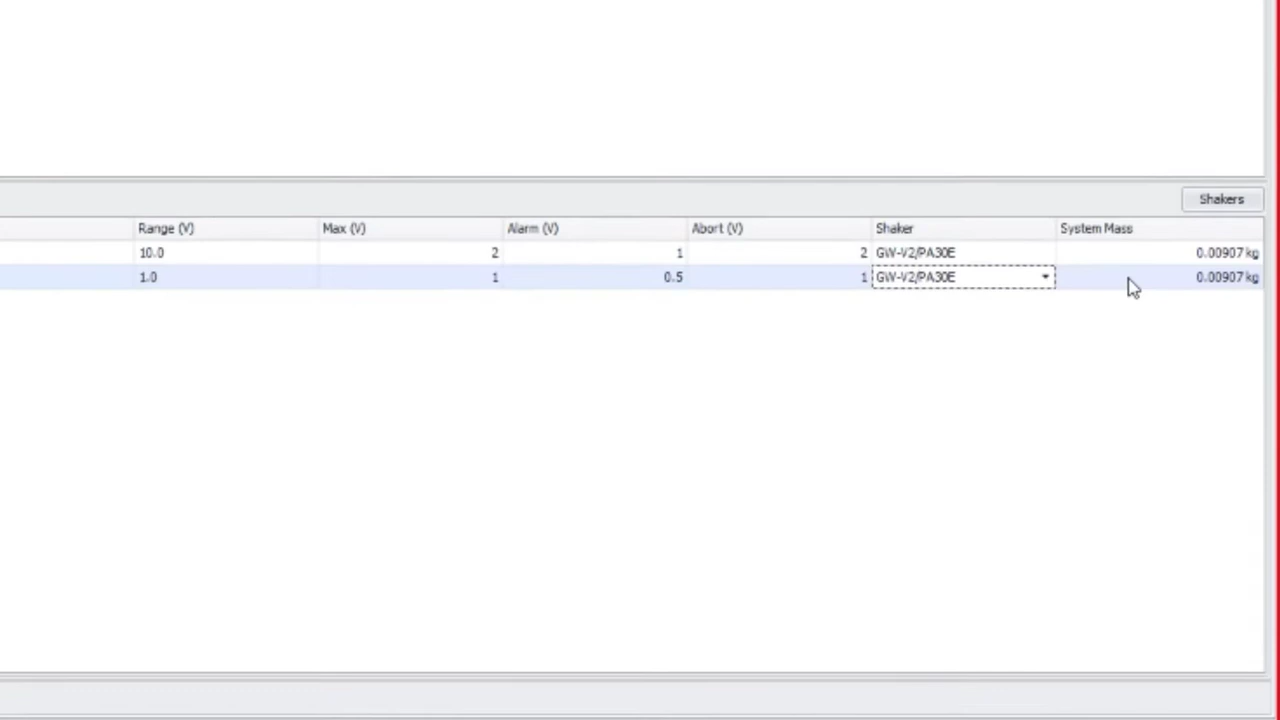 Shakers
Range (V) Max (V) Alarm (V) Abort (V) Shaker System Mass
10.0 2 1 2 GW-V2/PA30E 0.00907 kg
1.0 1 0.5 1 GW-V2/PA30E 0.00907 kg